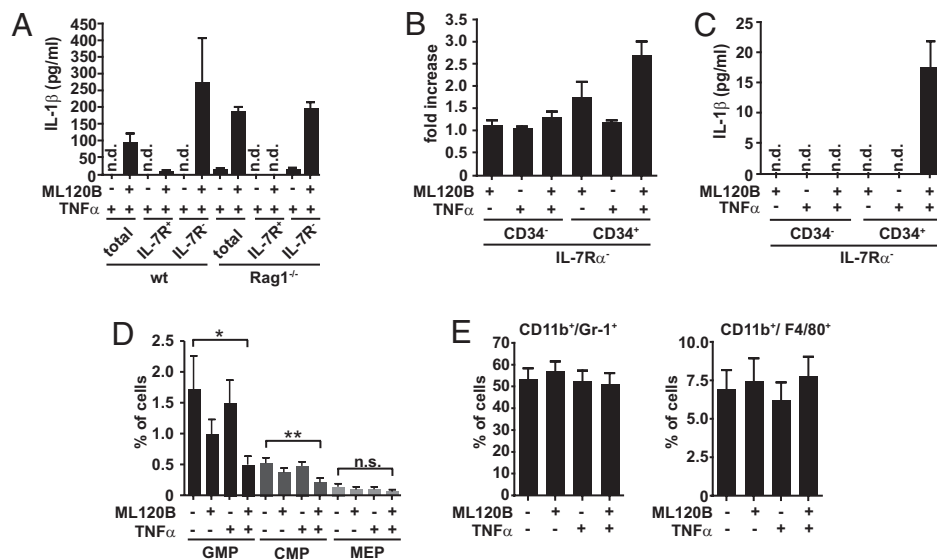 A
IL-1β (pg/ml)
450
400
350
300
250
200
150
100
50
0
n.d. n.d. n.d. n.d. n.d.
ML120B - + - + - + - + - + - +
TNFα + + + + + + + + + + + +
total IL-7R⁺ IL-7R⁻ total IL-7R⁺ IL-7R⁻
wt Rag1⁻/⁻
B
fold increase
3.5
3.0
2.5
2.0
1.5
1.0
0.5
0.0
ML120B + - + + - +
TNFα - + + - + +
CD34⁻ CD34⁺
IL-7Rα⁻
C
IL-1β (pg/ml)
25
20
15
10
5
0
n.d. n.d. n.d. n.d. n.d.
ML120B + - + + - +
TNFα - + + - + +
CD34⁻ CD34⁺
IL-7Rα⁻
D
% of cells
2.5
2.0
1.5
1.0
0.5
0.0
* ** n.s.
ML120B - + - + - + - + - + - +
TNFα - - + + - - + + - - + +
GMP CMP MEP
E
CD11b⁺/Gr-1⁺
% of cells
70
60
50
40
30
20
10
0
ML120B - + - +
TNFα - - + +
CD11b⁺/ F4/80⁺
% of cells
10.0
7.5
5.0
2.5
0.0
- + - +
- - + +